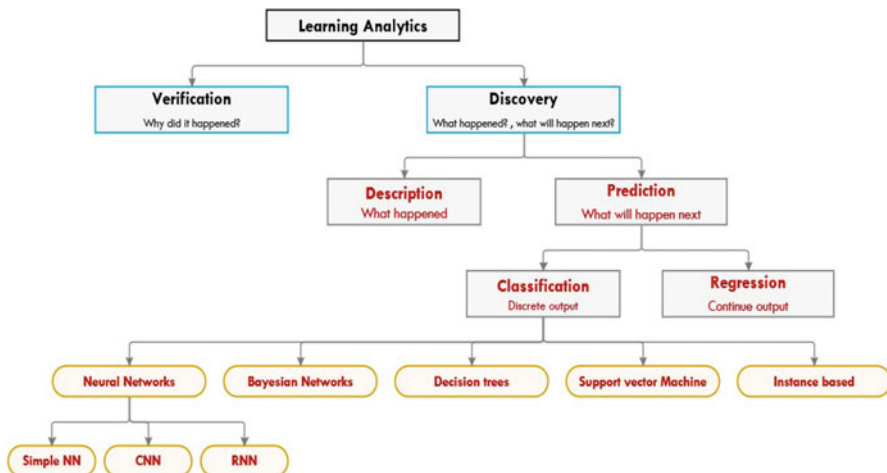 Learning Analytics
Verification
Why did it happened?
Discovery
What happened? , what will happen next?
Description
What happened
Prediction
What will happen next
Classification
Discrete output
Regression
Continue output
Neural Networks
Bayesian Networks
Decision trees
Support vector Machine
Instance based
Simple NN
CNN
RNN